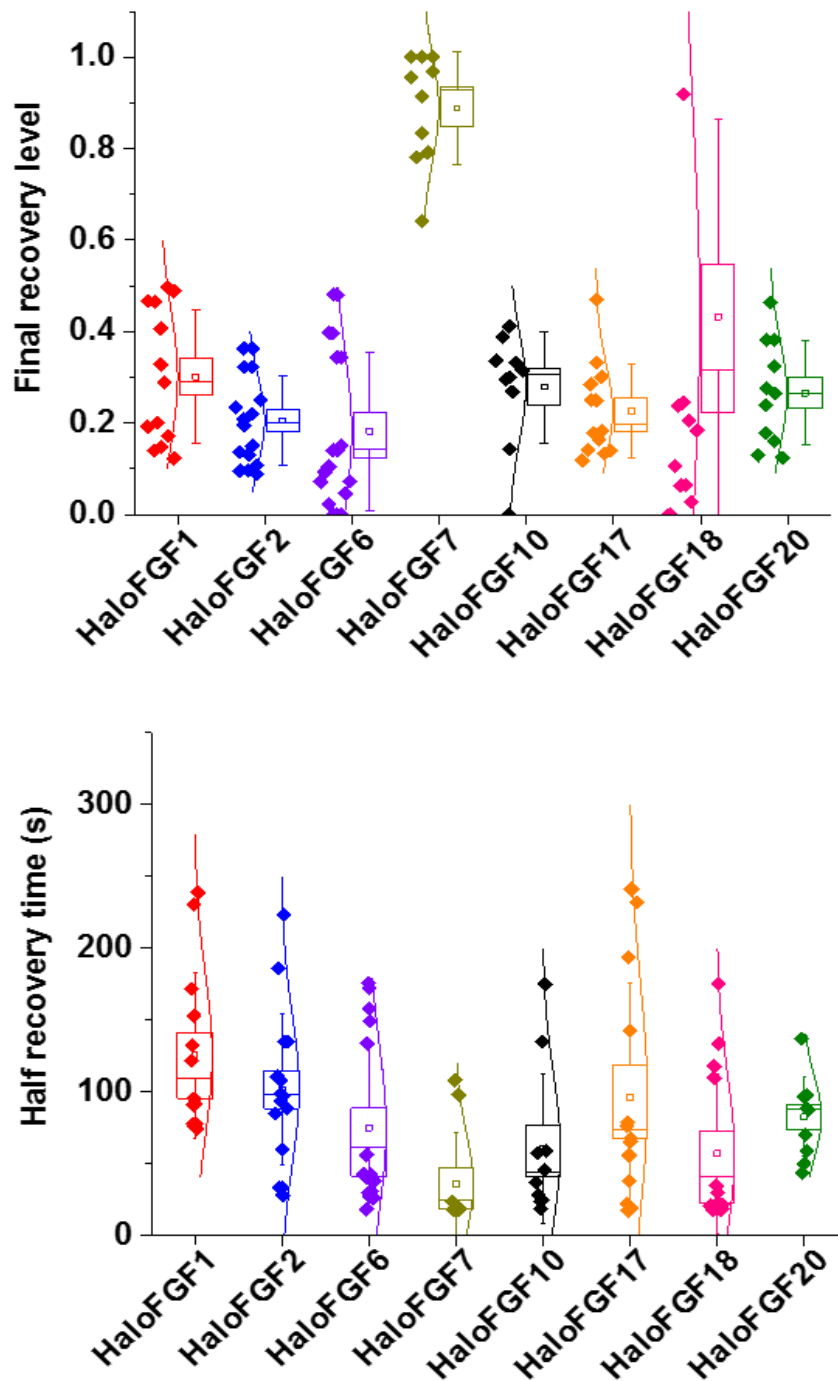 Final recovery level
1.0
0.8
0.6
0.4
0.2
0.0
HaloFGF1
HaloFGF2
HaloFGF6
HaloFGF7
HaloFGF10
HaloFGF17
HaloFGF18
HaloFGF20
Half recovery time (s)
300
200
100
0
HaloFGF1
HaloFGF2
HaloFGF6
HaloFGF7
HaloFGF10
HaloFGF17
HaloFGF18
HaloFGF20